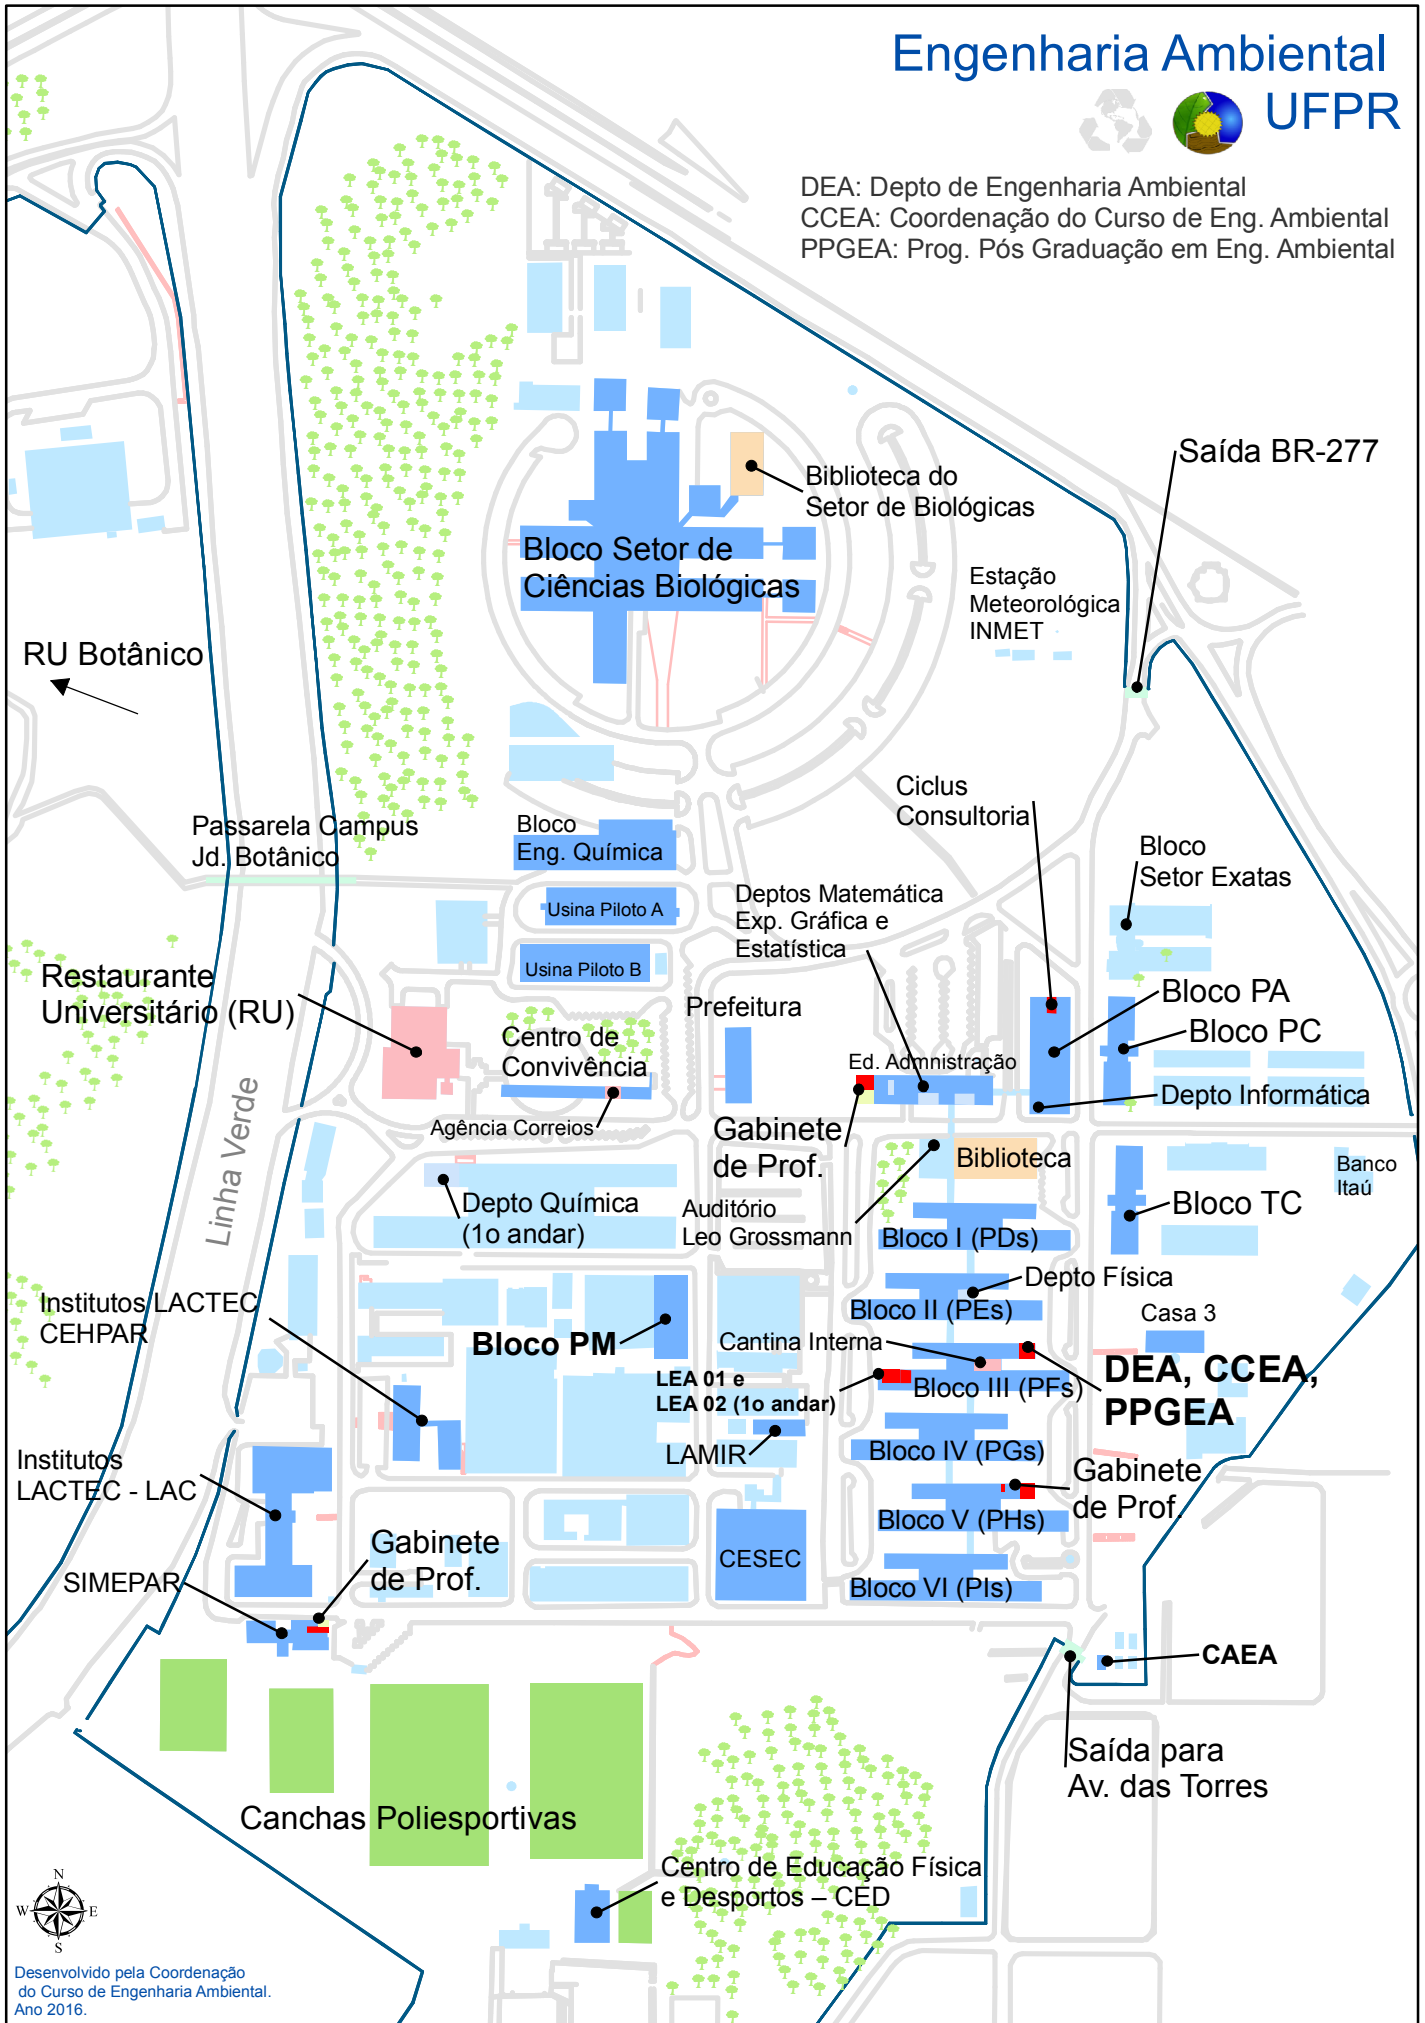 Engenharia Ambiental
UFPR
DEA: Depto de Engenharia Ambiental
CCEA: Coordenação do Curso de Eng. Ambiental
PPGEA: Prog. Pós Graduação em Eng. Ambiental
Saída BR-277
Biblioteca do
Setor de Biológicas
Bloco Setor de
Ciências Biológicas
Estação
Meteorológica
INMET
RU Botânico
Ciclus
Consultoria
Passarela Campus
Jd. Botânico
Bloco
Eng. Química
Bloco
Setor Exatas
Usina Piloto A
Deptos Matemática
Exp. Gráfica e
Estatística
Usina Piloto B
Restaurante
Universitário (RU)
Prefeitura
Bloco PA
Bloco PC
Centro de
Convivência
Ed. Admnistração
Depto Informática
Agência Correios
Gabinete
de Prof.
Biblioteca
Banco
Itaú
Linha Verde
Depto Química
(1o andar)
Auditório
Leo Grossmann
Bloco TC
Bloco I (PDs)
Depto Física
Institutos LACTEC
CEHPAR
Bloco II (PEs)
Casa 3
Bloco PM
Cantina Interna
LEA 01 e
LEA 02 (1o andar)
Bloco III (PFs)
DEA, CCEA,
PPGEA
LAMIR
Bloco IV (PGs)
Institutos
LACTEC - LAC
Gabinete
de Prof.
Bloco V (PHs)
Gabinete
de Prof.
CESEC
SIMEPAR
Bloco VI (PIs)
CAEA
Saída para
Av. das Torres
Canchas Poliesportivas
Centro de Educação Física
e Desportos – CED
N
W E
S
Desenvolvido pela Coordenação
do Curso de Engenharia Ambiental.
Ano 2016.